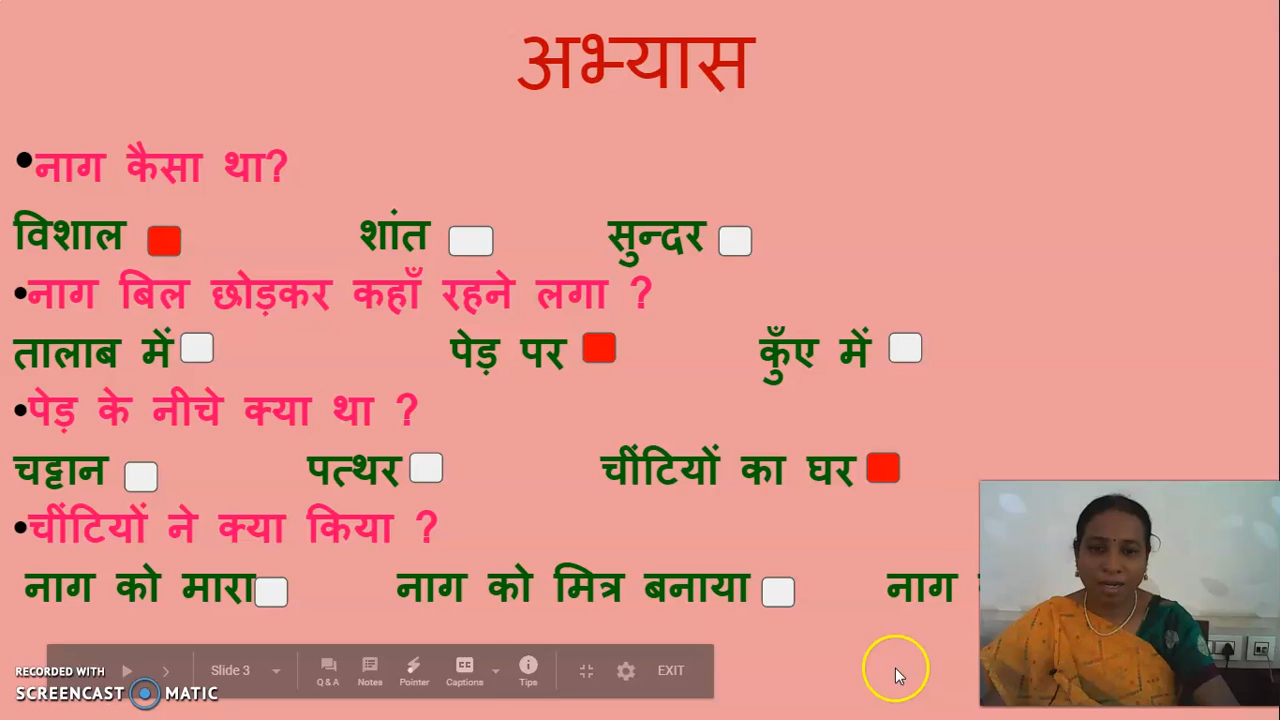 अभ्यास
•नाग कैसा था?
विशाल शांत सुन्दर
•नाग बिल छोड़कर कहाँ रहने लगा ?
तालाब में पेड़ पर कुँए में
•पेड़ के नीचे क्या था ?
चट्टान पत्थर चींटियों का घर
•चींटियों ने क्या किया ?
नाग को मारा नाग को मित्र बनाया नाग
Slide 3 Q & A Notes Pointer Captions Tips EXIT
RECORDED WITH
SCREENCAST MATIC